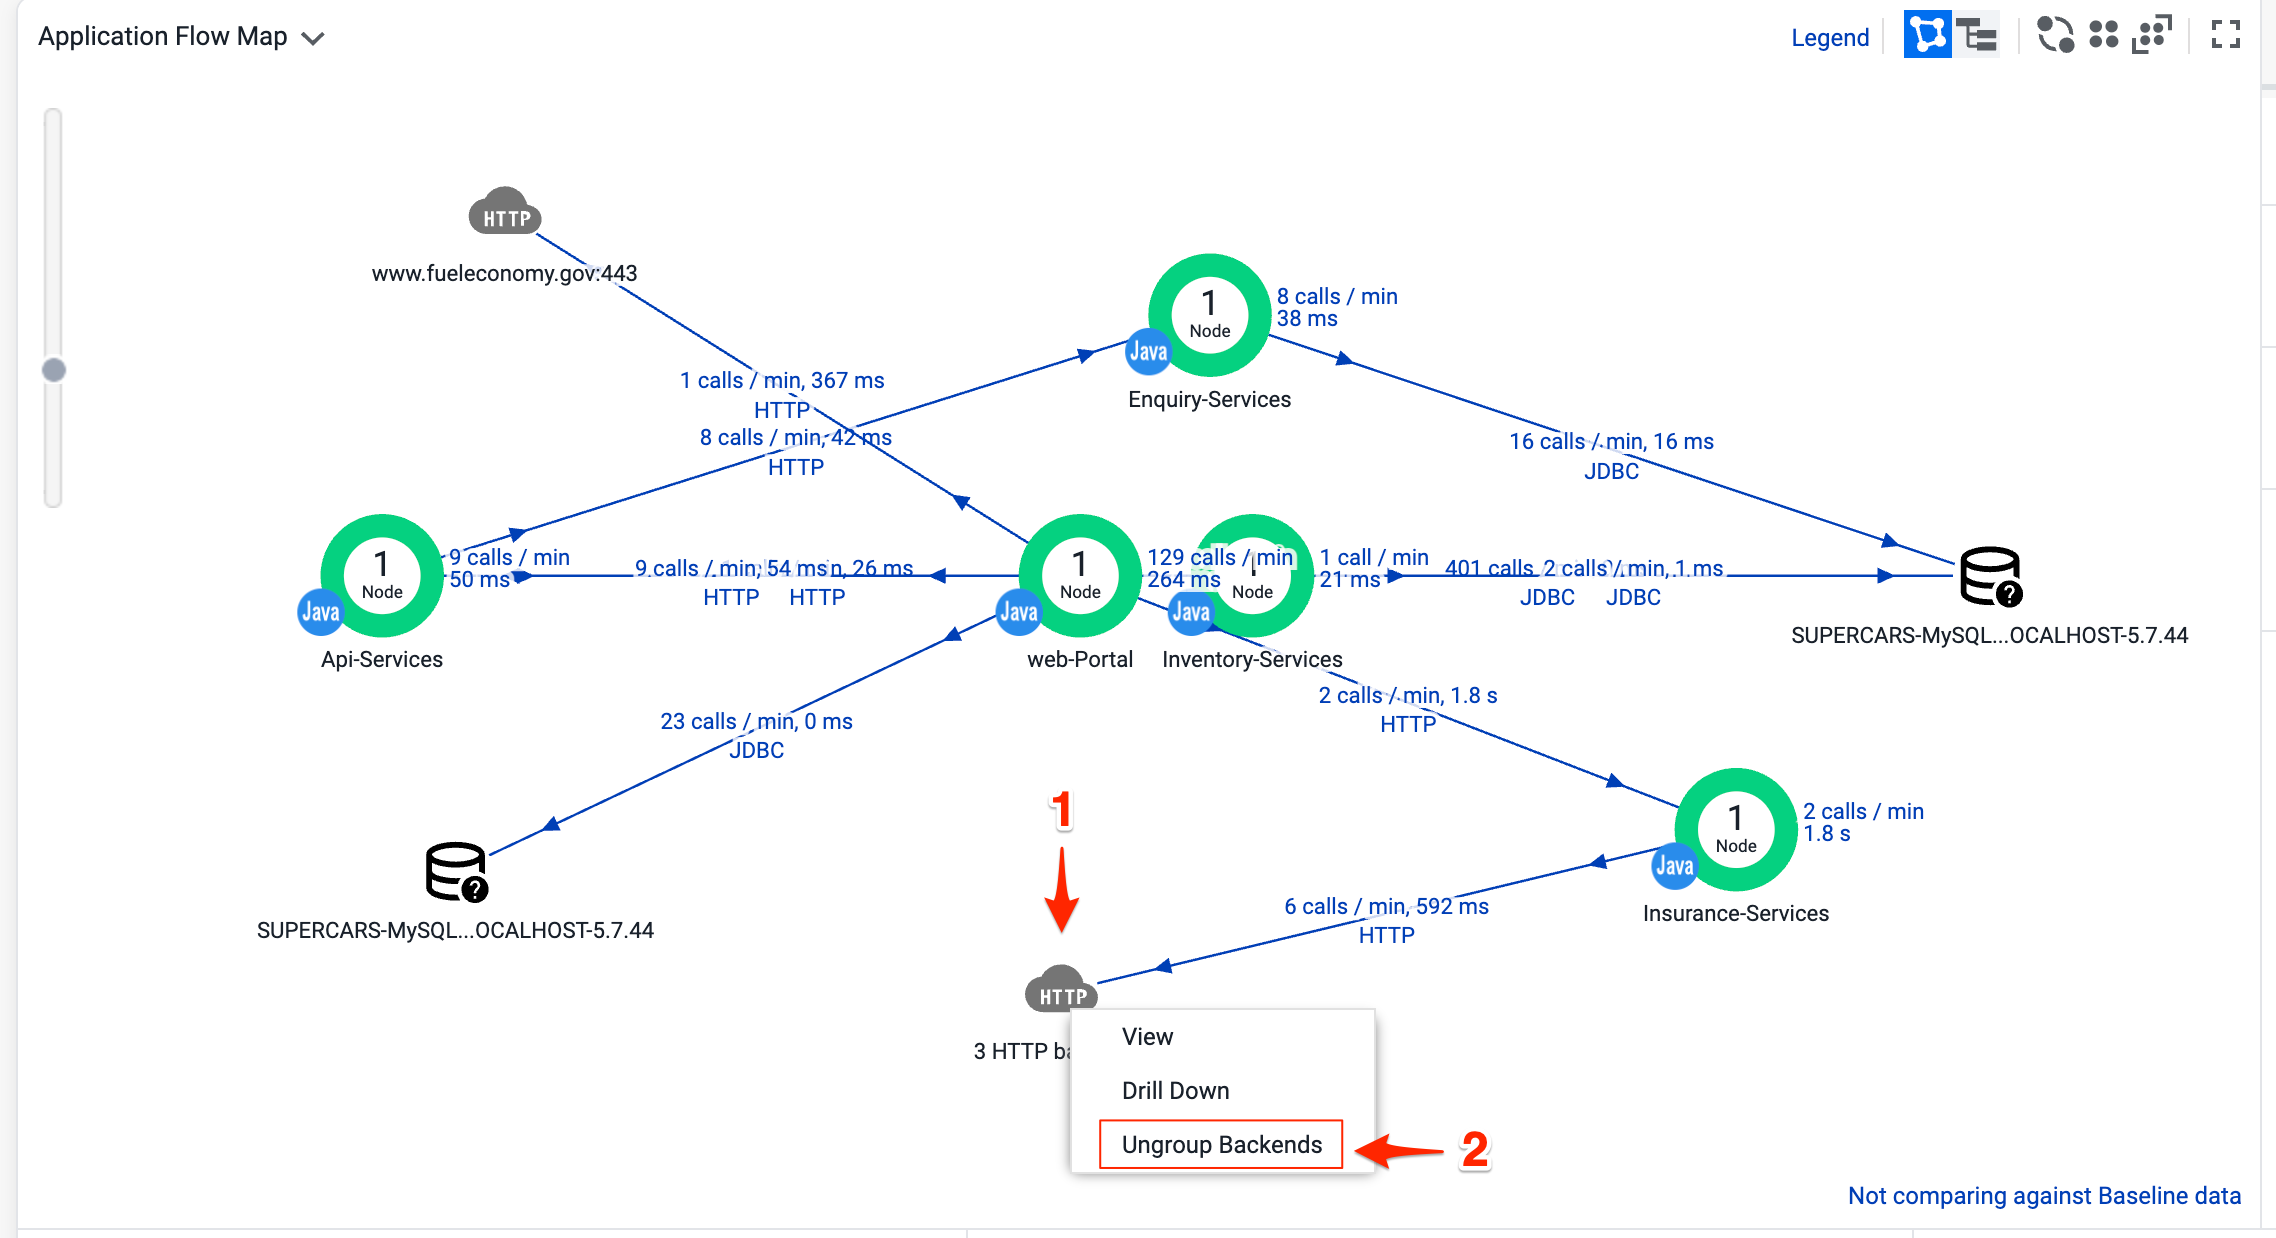 Application Flow Map
Legend
HTTP
www.fueleconomy.gov:443
1
Node
8 calls / min
38 ms
Java
Enquiry-Services
1 calls / min, 367 ms
HTTP
8 calls / min, 42 ms
HTTP
16 calls / min, 16 ms
JDBC
1
Node
9 calls / min
50 ms
Java
Api-Services
9 calls / min, 54 ms
26 ms
HTTP
HTTP
1
Node
129 calls / min
264 ms
Java
web-Portal
1
Node
1 call / min
21 ms
Java
Inventory-Services
401 calls
2 calls / min, 1 ms
JDBC
JDBC
?
SUPERCARS-MySQL...OCALHOST-5.7.44
2 calls / min, 1.8 s
HTTP
23 calls / min, 0 ms
JDBC
1
1
Node
2 calls / min
1.8 s
Java
Insurance-Services
?
SUPERCARS-MySQL...OCALHOST-5.7.44
6 calls / min, 592 ms
HTTP
HTTP
3 HTTP ba
View
Drill Down
Ungroup Backends
2
Not comparing against Baseline data